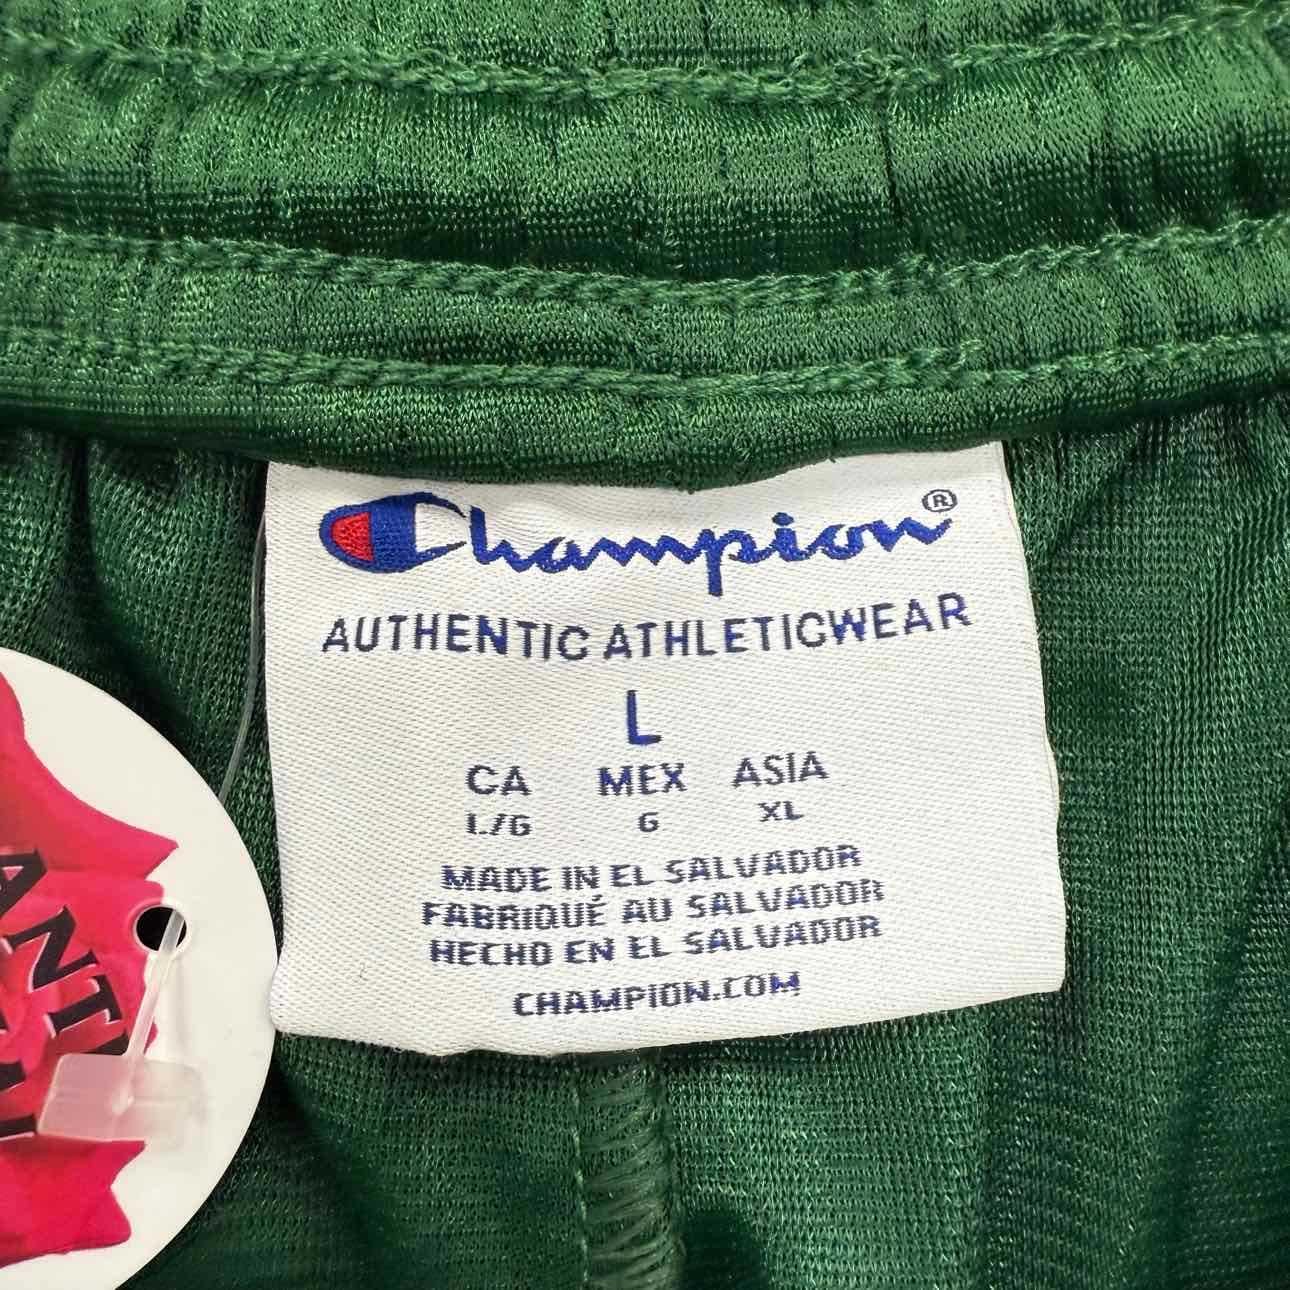 Champion®
AUTHENTIC ATHLETICWEAR
L
CA MEX ASIA
L/G G XL
MADE IN EL SALVADOR
FABRIQUÉ AU SALVADOR
HECHO EN EL SALVADOR
CHAMPION.COM